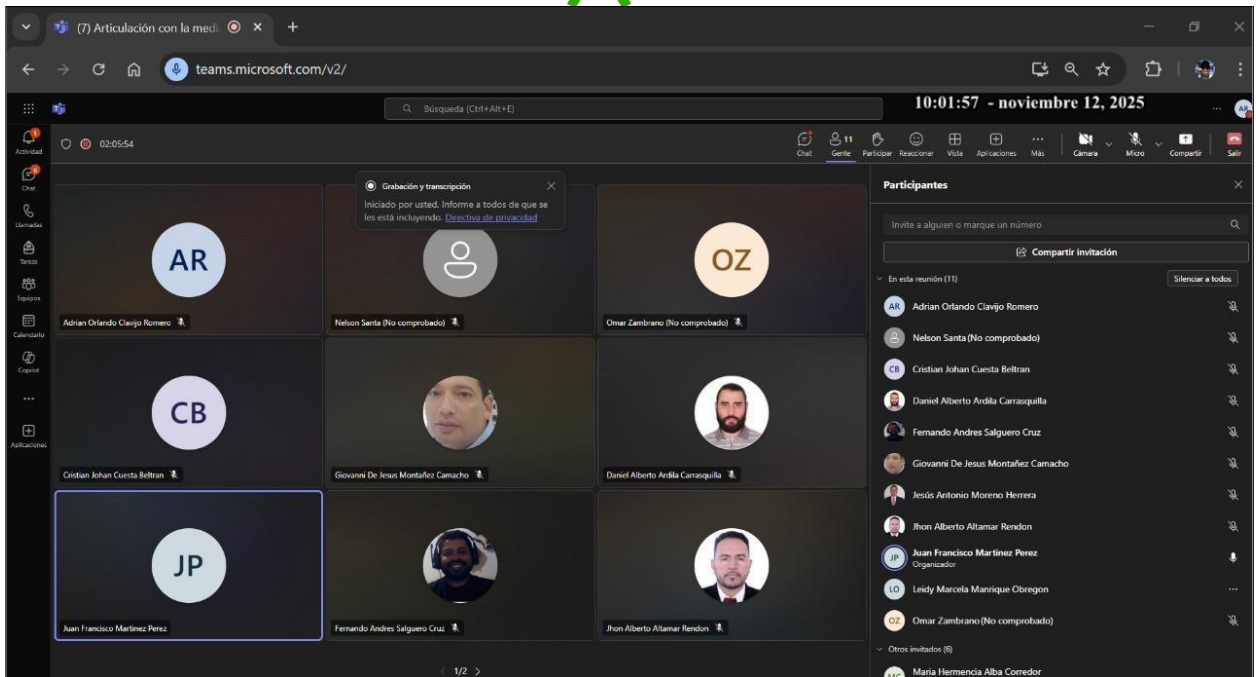 (7) Articulación con la medi
teams.microsoft.com/v2/
Búsqueda (Ctrl+Alt+E)
10:01:57 - noviembre 12, 2025
AR
Actividad
Chat
Llamadas
Tareas
Equipos
Calendario
Copilot
Aplicaciones
02:05:54
Chat
11
Gente
Participar
Reaccionar
Vista
Aplicaciones
Más
Cámara
Micro
Compartir
Salir
Grabación y transcripción
Iniciado por usted. Informe a todos de que se
les está incluyendo. Directiva de privacidad
AR
OZ
Adrian Orlando Clavijo Romero
Nelson Santa (No comprobado)
Omar Zambrano (No comprobado)
CB
Cristian Johan Cuesta Beltran
Giovanni De Jesus Montañez Camacho
Daniel Alberto Ardila Carrasquilla
JP
Juan Francisco Martinez Perez
Fernando Andres Salguero Cruz
Jhon Alberto Altamar Rendon
1/2
Participantes
Invite a alguien o marque un número
Compartir invitación
En esta reunión (11)
Silenciar a todos
AR Adrian Orlando Clavijo Romero
Nelson Santa (No comprobado)
CB Cristian Johan Cuesta Beltran
Daniel Alberto Ardila Carrasquilla
Fernando Andres Salguero Cruz
Giovanni De Jesus Montañez Camacho
Jesús Antonio Moreno Herrera
Jhon Alberto Altamar Rendon
JP Juan Francisco Martinez Perez
Organizador
LO Leidy Marcela Manrique Obregon
OZ Omar Zambrano (No comprobado)
Otros invitados (6)
MC Maria Hermencia Alba Corredor